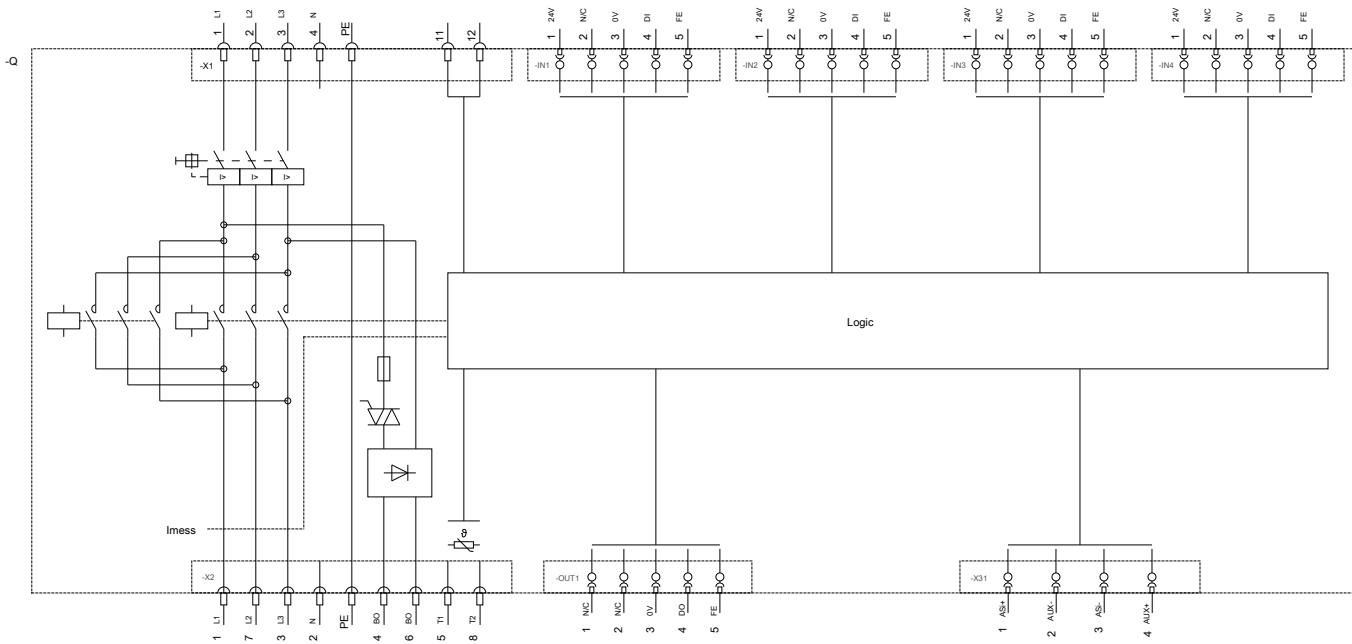 L1 L2 L3 N
1 2 3 4 PE 11 12
24V N/C 0V DI FE
1 2 3 4 5
24V N/C 0V DI FE
1 2 3 4 5
24V N/C 0V DI FE
1 2 3 4 5
24V N/C 0V DI FE
1 2 3 4 5
-Q
-X1
-IN1
-IN2
-IN3
-IN4
I> I> I>
Logic
Imess
ϑ
-X2
-OUT1
-X31
L1 L2 L3 N PE BO BO T1 T2
1 7 3 2 4 6 5 8
N/C N/C 0V DO FE
1 2 3 4 5
ASi+ AUX- ASi- AUX+
1 2 3 4